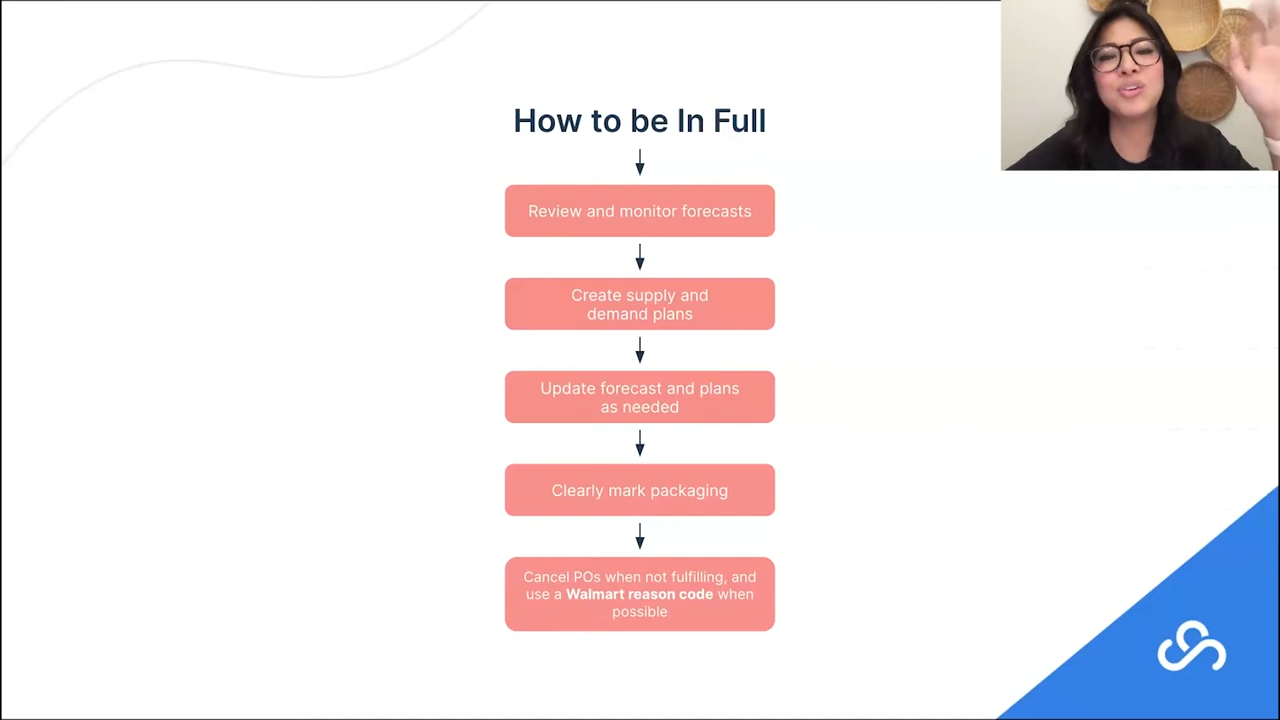 How to be In Full
Review and monitor forecasts
Create supply and
demand plans
Update forecast and plans
as needed
Clearly mark packaging
Cancel POs when not fulfilling, and
use a Walmart reason code when
possible